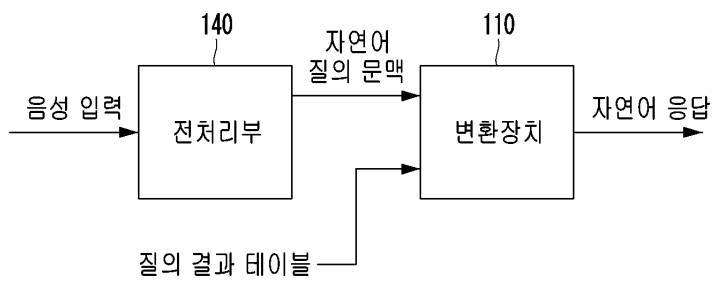 140
자연어
질의 문맥
110
음성 입력
전처리부
변환장치
자연어 응답
질의 결과 테이블